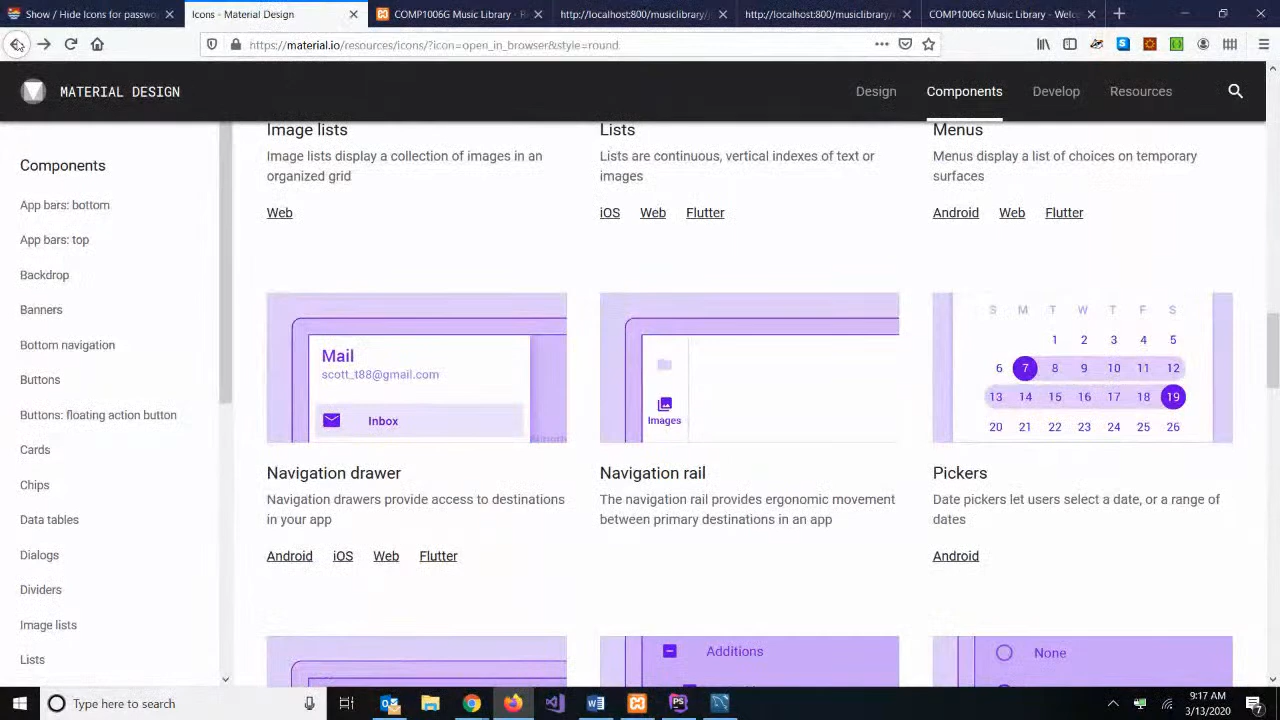 Show / Hide Icons for passwo
Icons - Material Design
COMP1006G Music Library - R
http://localhost:800/musiclibrary/
http://localhost:800/musiclibrary/
COMP1006G Music Library - Welc
https://material.io/resources/icons/?icon=open_in_browser&style=round
MATERIAL DESIGN
Design
Components
Develop
Resources
Components
App bars: bottom
App bars: top
Backdrop
Banners
Bottom navigation
Buttons
Buttons: floating action button
Cards
Chips
Data tables
Dialogs
Dividers
Image lists
Lists
Image lists
Image lists display a collection of images in an
organized grid
Web
Lists
Lists are continuous, vertical indexes of text or
images
iOS Web Flutter
Menus
Menus display a list of choices on temporary
surfaces
Android Web Flutter
Mail
scott_t88@gmail.com
Inbox
Navigation drawer
Navigation drawers provide access to destinations
in your app
Android iOS Web Flutter
Images
Navigation rail
The navigation rail provides ergonomic movement
between primary destinations in an app
S M T W T F S
1 2 3 4 5
6 7 8 9 10 11 12
13 14 15 16 17 18 19
20 21 22 23 24 25 26
Pickers
Date pickers let users select a date, or a range of
dates
Android
Additions
None
Type here to search
9:17 AM
3/13/2020
7